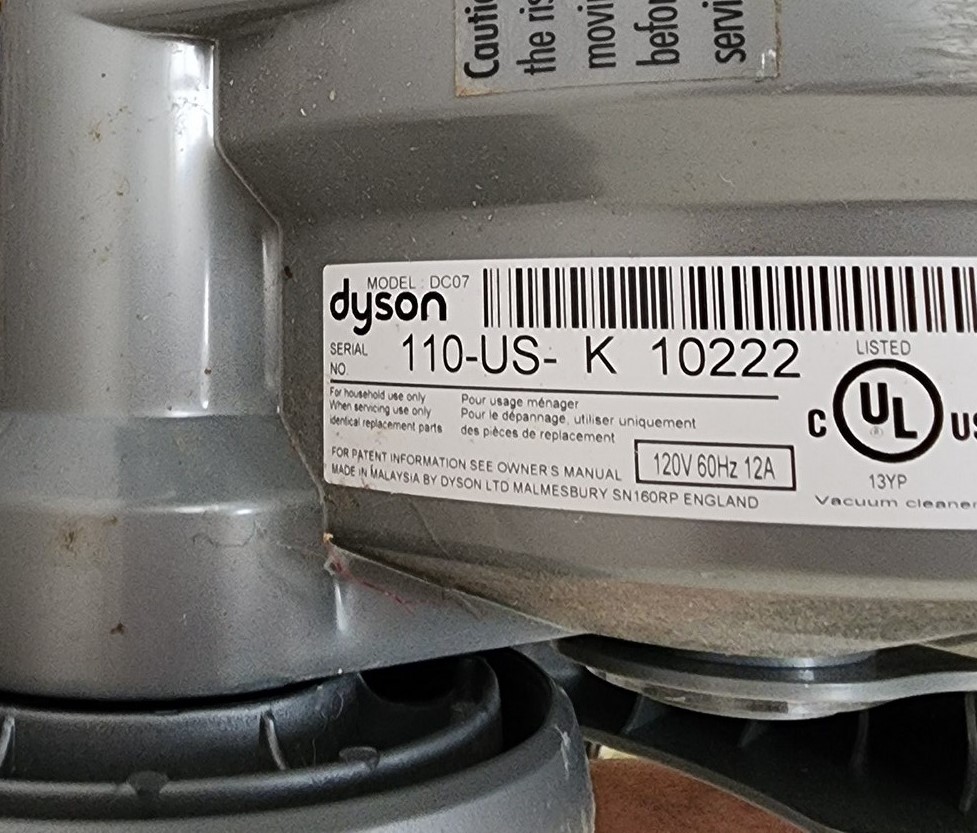 Cautio
the ris
movi
befor
servi
MODEL : DC07
dyson
SERIAL
NO.
110-US- K 10222
For household use only
When servicing use only
identical replacement parts
Pour usage ménager
Pour le dépannage, utiliser uniquement
des pièces de replacement
FOR PATENT INFORMATION SEE OWNER'S MANUAL
MADE IN MALAYSIA BY DYSON LTD MALMESBURY SN160RP ENGLAND
120V 60Hz 12A
LISTED
C UL US
13YP
Vacuum cleaner